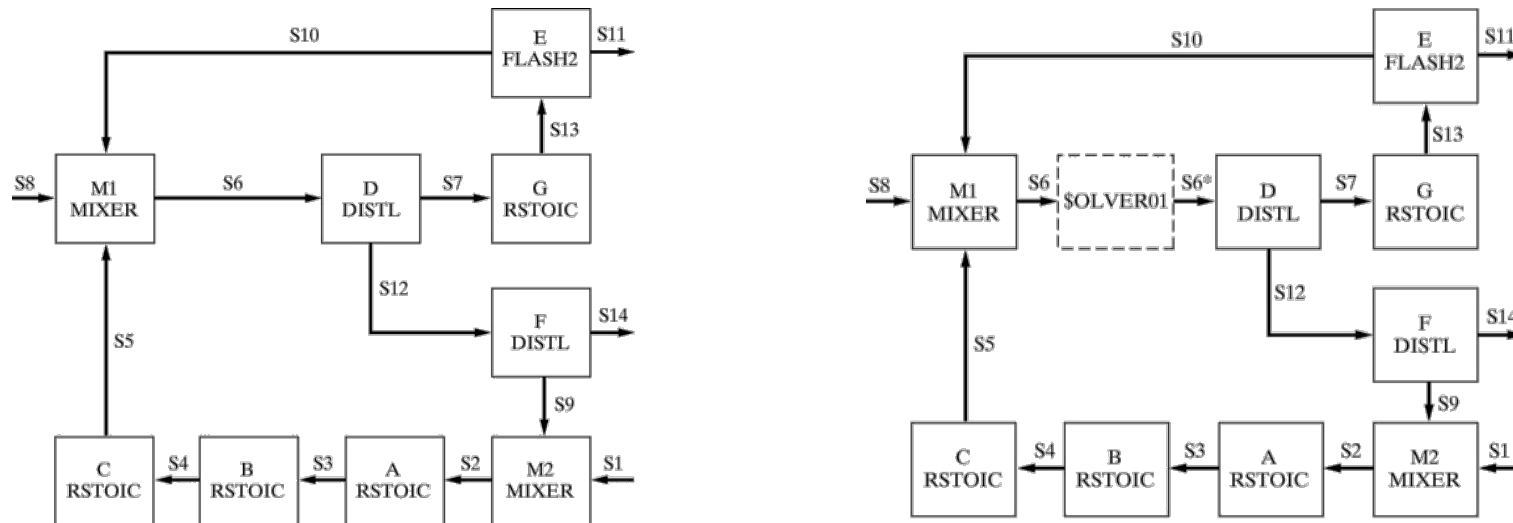 S10
E
FLASH2
S11
S13
S8
M1
MIXER
S6
D
DISTL
S7
G
RSTOIC
S12
F
DISTL
S14
S5
S9
C
RSTOIC
S4
B
RSTOIC
S3
A
RSTOIC
S2
M2
MIXER
S1
S10
E
FLASH2
S11
S13
S8
M1
MIXER
S6
$OLVER01
S6*
D
DISTL
S7
G
RSTOIC
S12
F
DISTL
S14
S5
S9
C
RSTOIC
S4
B
RSTOIC
S3
A
RSTOIC
S2
M2
MIXER
S1